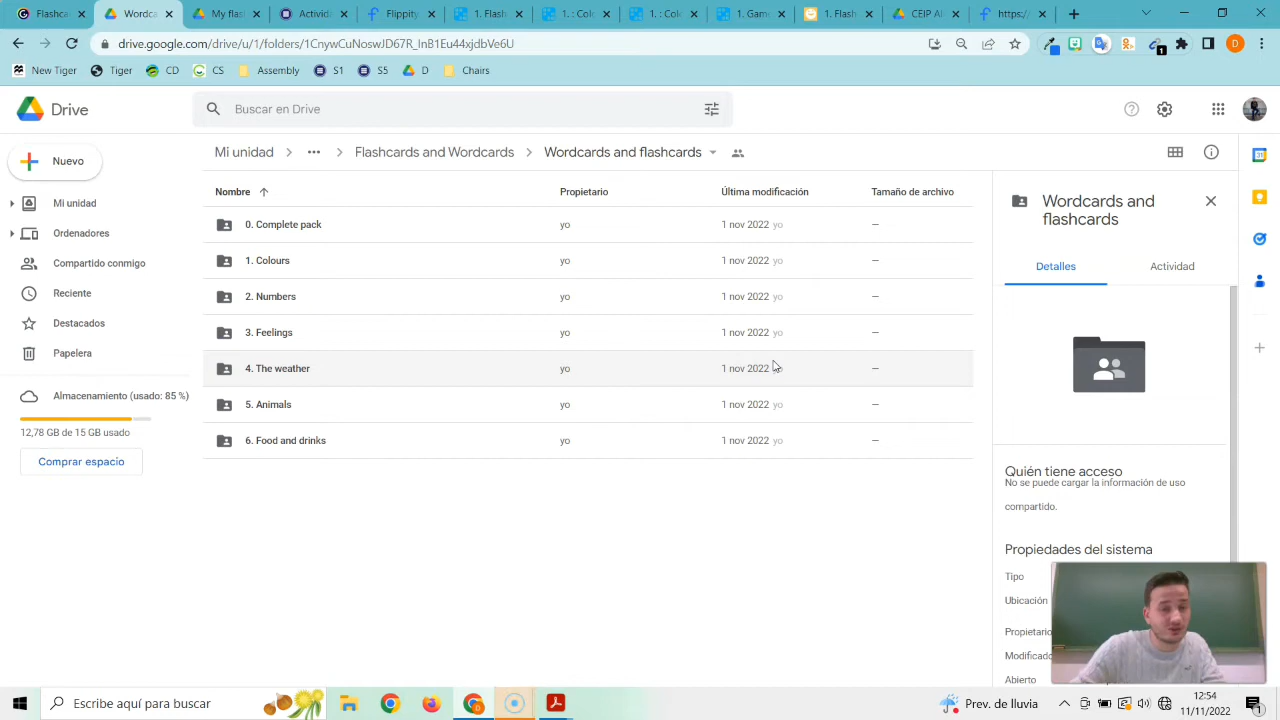 Flashca
Wordca
My flas
Activida
Flippity
1. Flash
1. : Colo
1. : Colo
1. Game
1. Flash
CEIP Al
https:/
drive.google.com/drive/u/1/folders/1CnywCuNoswJD67R_InB1Eu44xjdbVe6U
New Tiger
Tiger
CD
CS
Assembly
S1
S5
D
Chairs
Drive
Buscar en Drive
Nuevo
Mi unidad
Ordenadores
Compartido conmigo
Reciente
Destacados
Papelera
Almacenamiento (usado: 85 %)
12,78 GB de 15 GB usado
Comprar espacio
Mi unidad > ••• > Flashcards and Wordcards > Wordcards and flashcards
Nombre Propietario Última modificación Tamaño de archivo
0. Complete pack yo 1 nov 2022 yo —
1. Colours yo 1 nov 2022 yo —
2. Numbers yo 1 nov 2022 yo —
3. Feelings yo 1 nov 2022 yo —
4. The weather yo 1 nov 2022 —
5. Animals yo 1 nov 2022 yo —
6. Food and drinks yo 1 nov 2022 yo —
Wordcards and
flashcards
Detalles Actividad
Quién tiene acceso
No se puede cargar la información de uso
compartido.
Propiedades del sistema
Tipo
Ubicación
Propietario
Modificado
Abierto
Escribe aquí para buscar
Prev. de lluvia
12:54
11/11/2022